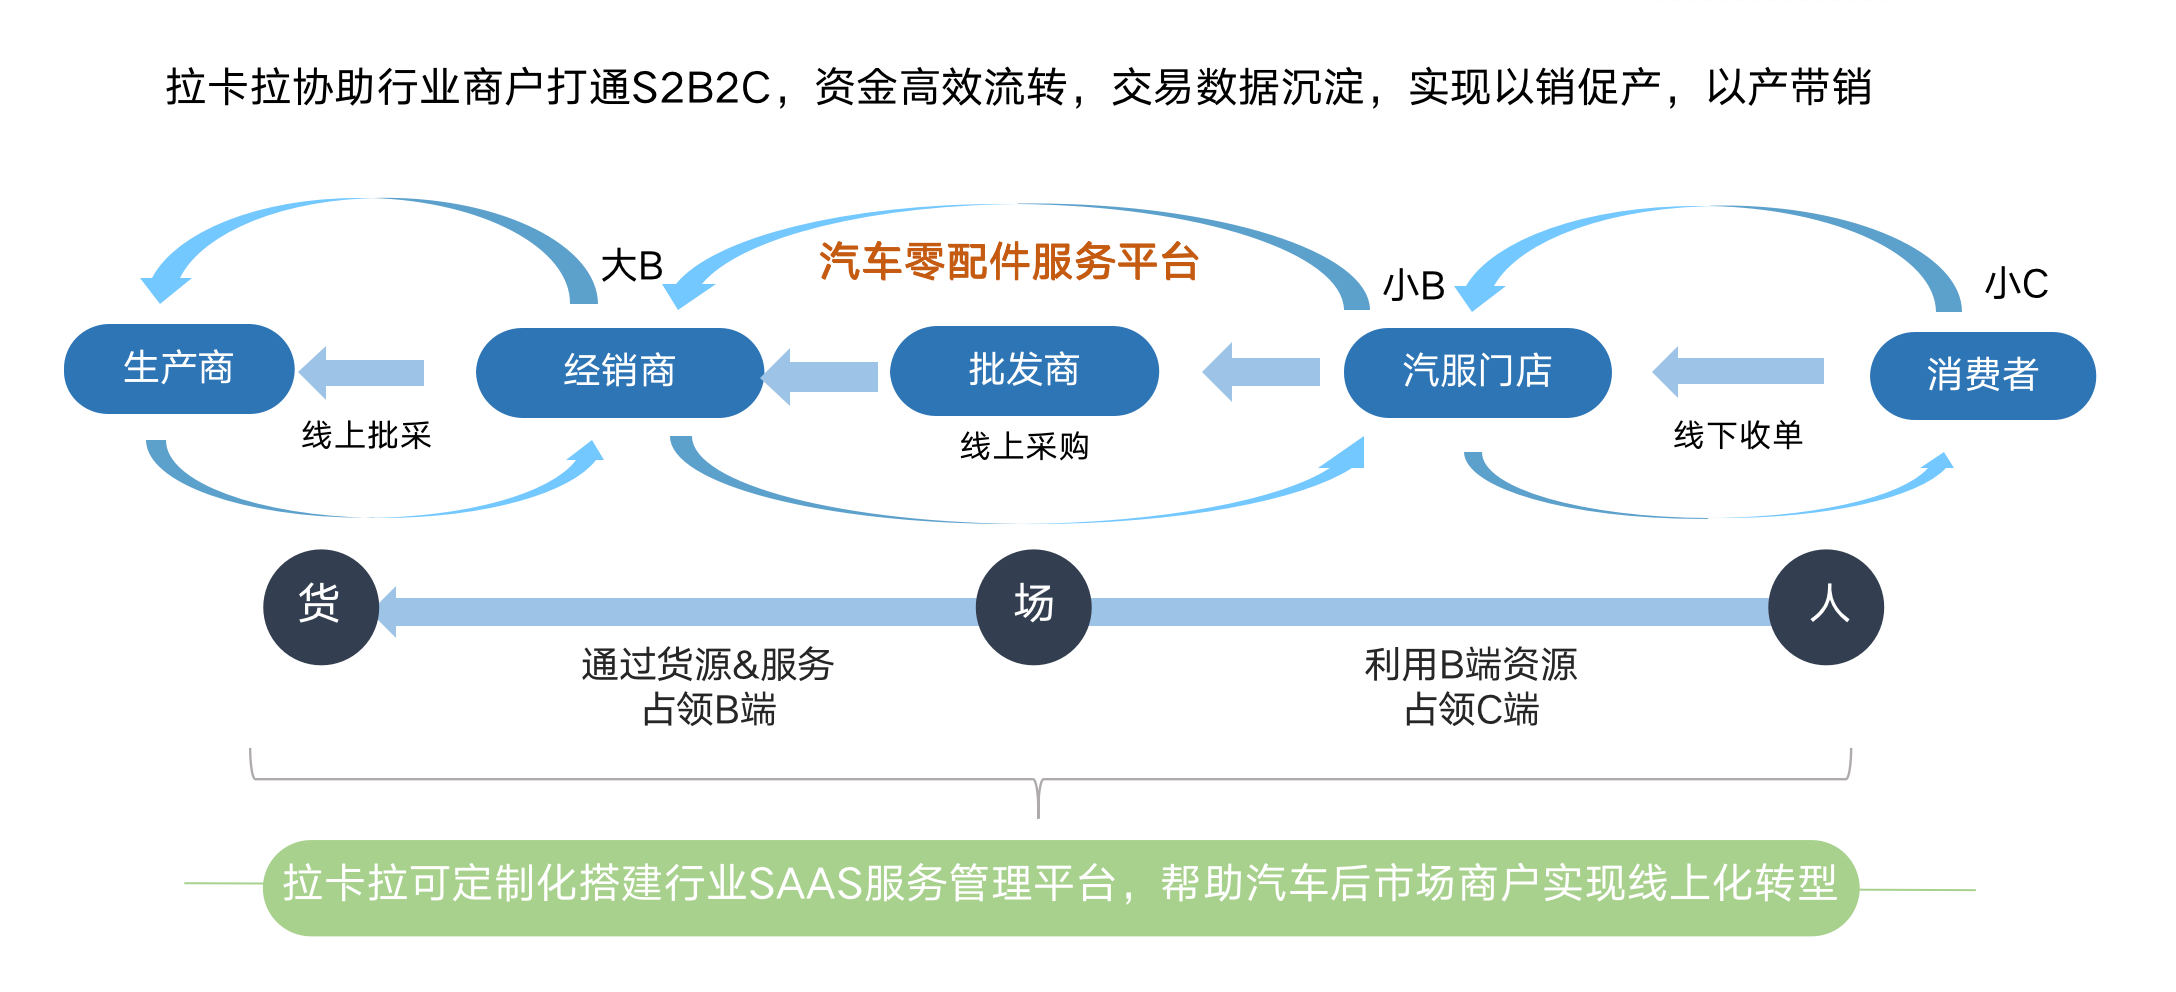 拉卡拉协助行业商户打通S2B2C，资金高效流转，交易数据沉淀，实现以销促产，以产带销
大B
汽车零配件服务平台
小B
小C
生产商
经销商
批发商
汽服门店
消费者
线上批采
线上采购
线下收单
货
场
人
通过货源&服务
占领B端
利用B端资源
占领C端
拉卡拉可定制化搭建行业SAAS服务管理平台，帮助汽车后市场商户实现线上化转型